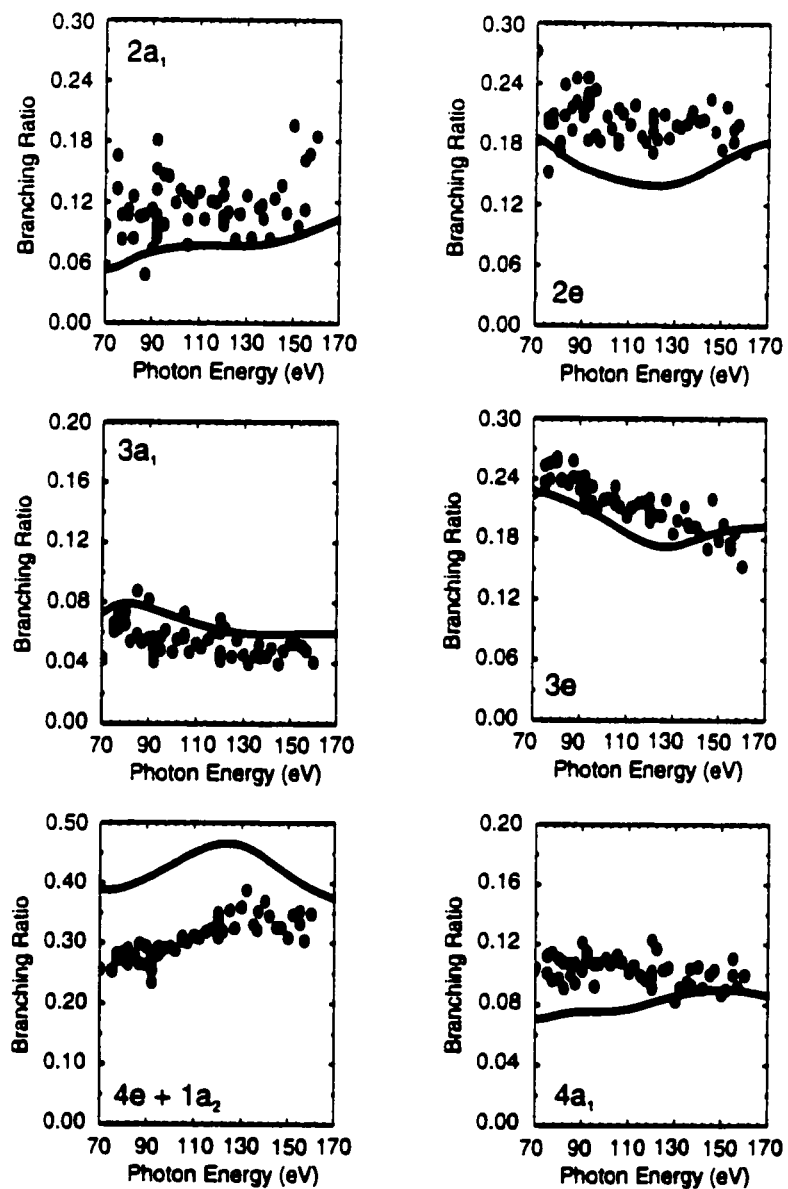 0.30
0.24
0.18
0.12
0.06
0.00
Branching Ratio
2a₁
70 90 110 130 150 170
Photon Energy (eV)
0.30
0.24
0.18
0.12
0.06
0.00
Branching Ratio
2e
70 90 110 130 150 170
Photon Energy (eV)
0.20
0.16
0.12
0.08
0.04
0.00
Branching Ratio
3a₁
70 90 110 130 150 170
Photon Energy (eV)
0.30
0.24
0.18
0.12
0.06
0.00
Branching Ratio
3e
70 90 110 130 150 170
Photon Energy (eV)
0.50
0.40
0.30
0.20
0.10
0.00
Branching Ratio
4e + 1a₂
70 90 110 130 150 170
Photon Energy (eV)
0.20
0.16
0.12
0.08
0.04
0.00
Branching Ratio
4a₁
70 90 110 130 150 170
Photon Energy (eV)